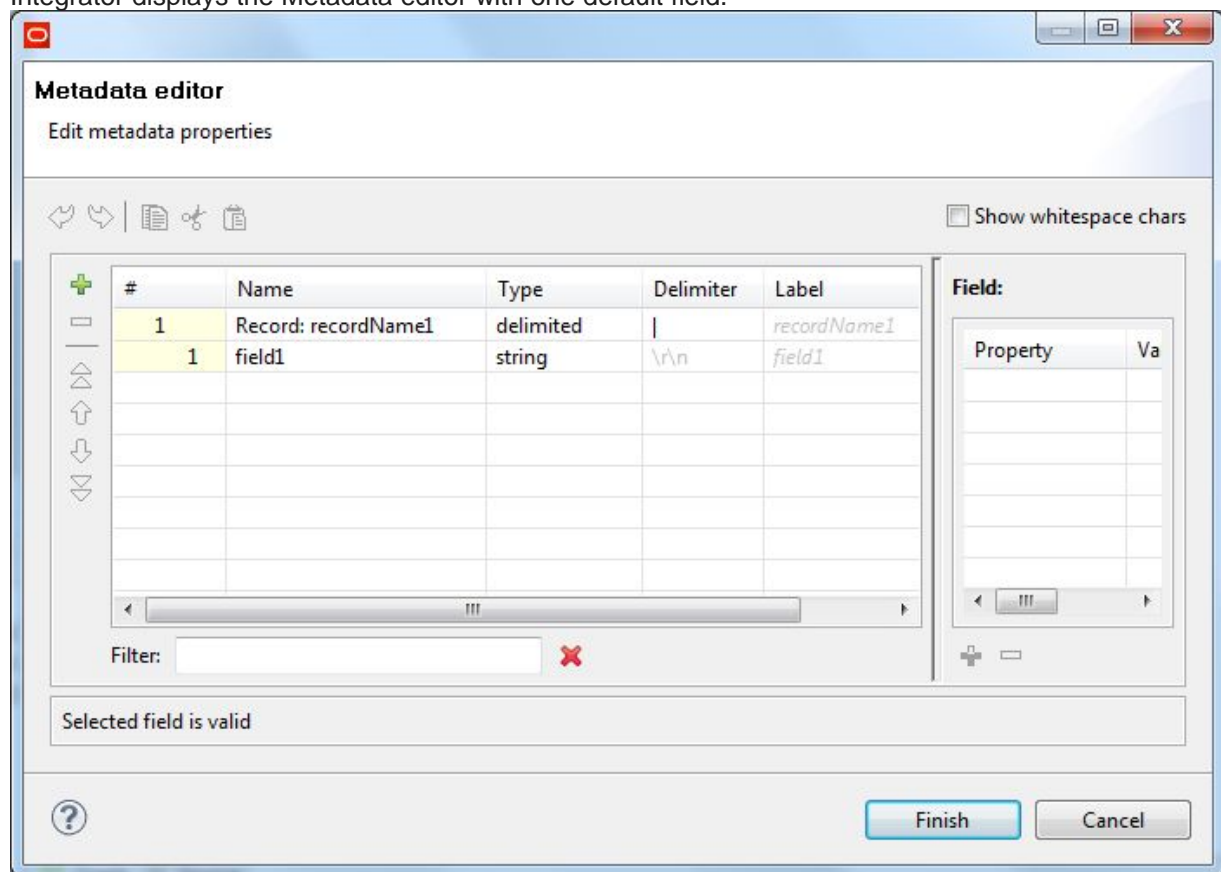 Integrator displays the Metadata editor with one default field.
Metadata editor
Edit metadata properties
Show whitespace chars
# Name Type Delimiter Label
1 Record: recordName1 delimited | recordName1
1 field1 string \r\n field1
Filter:
Field:
Property Va
Selected field is valid
Finish Cancel